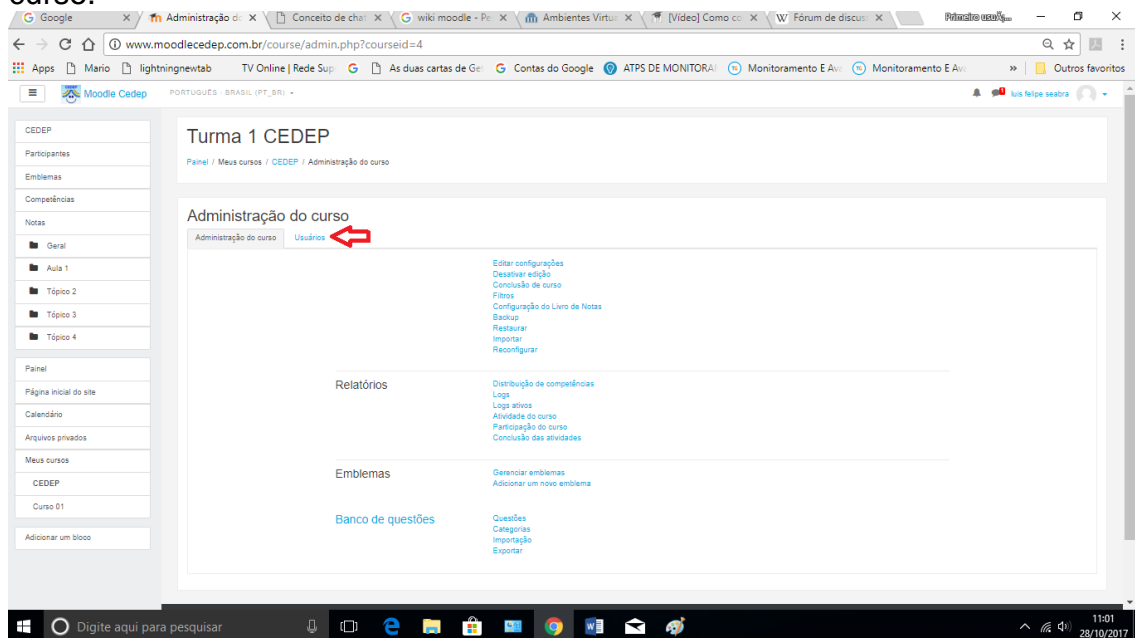 curso.
Google
Administração d
Conceito de chat
wiki moodle - Pe
Ambientes Virtua
[Vídeo] Como co
Fórum de discus
www.moodlecedep.com.br/course/admin.php?courseid=4
Apps Mario lightningnewtab TV Online | Rede Sup As duas cartas de Ge Contas do Google ATPS DE MONITORA Monitoramento E Ava Monitoramento E Ava » Outros favoritos
Moodle Cedep PORTUGUÊS - BRASIL (PT_BR) luis felipe seabra
CEDEP
Participantes
Emblemas
Competências
Notas
Geral
Aula 1
Tópico 2
Tópico 3
Tópico 4
Painel
Página inicial do site
Calendário
Arquivos privados
Meus cursos
CEDEP
Curso 01
Adicionar um bloco
Turma 1 CEDEP
Painel / Meus cursos / CEDEP / Administração do curso
Administração do curso
Administração do curso Usuários
Editar configurações
Desativar edição
Conclusão de curso
Filtros
Configuração do Livro de Notas
Backup
Restaurar
Importar
Reconfigurar
Relatórios
Distribuição de competências
Logs
Logs ativos
Atividade do curso
Participação do curso
Conclusão das atividades
Emblemas
Gerenciar emblemas
Adicionar um novo emblema
Banco de questões
Questões
Categorias
Importação
Exportar
Digite aqui para pesquisar
11:01
28/10/2017